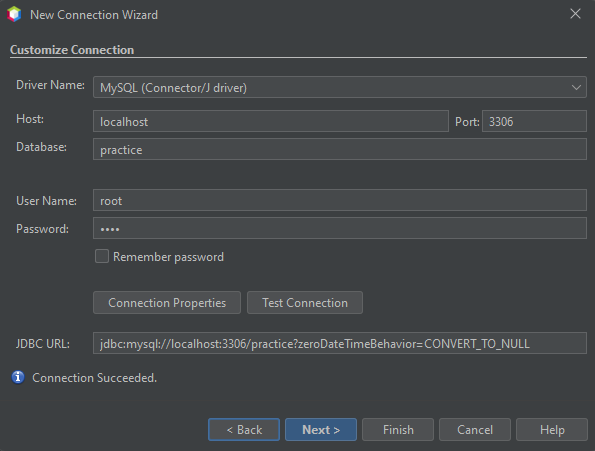 New Connection Wizard
Customize Connection
Driver Name: MySQL (Connector/J driver)
Host: localhost Port: 3306
Database: practice
User Name: root
Password: ••••
Remember password
Connection Properties Test Connection
JDBC URL: jdbc:mysql://localhost:3306/practice?zeroDateTimeBehavior=CONVERT_TO_NULL
Connection Succeeded.
< Back Next > Finish Cancel Help